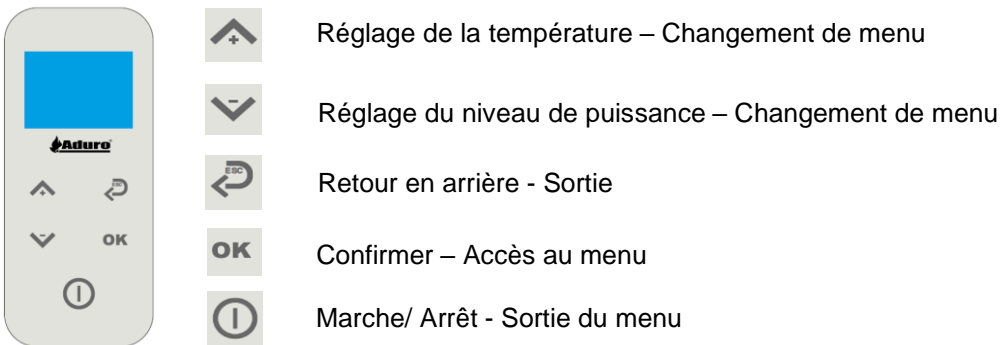 + Réglage de la température – Changement de menu
- Réglage du niveau de puissance – Changement de menu
Aduro
ESC Retour en arrière - Sortie
+ ESC
- OK
OK Confirmer – Accès au menu
Marche/ Arrêt - Sortie du menu